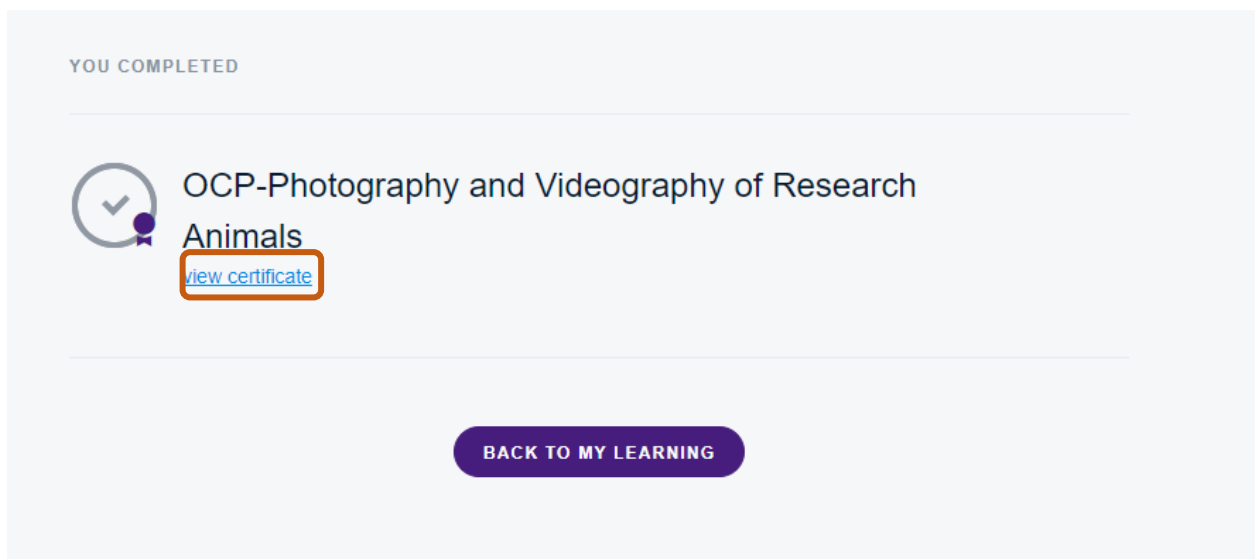 YOU COMPLETED
OCP-Photography and Videography of Research
Animals
view certificate
BACK TO MY LEARNING